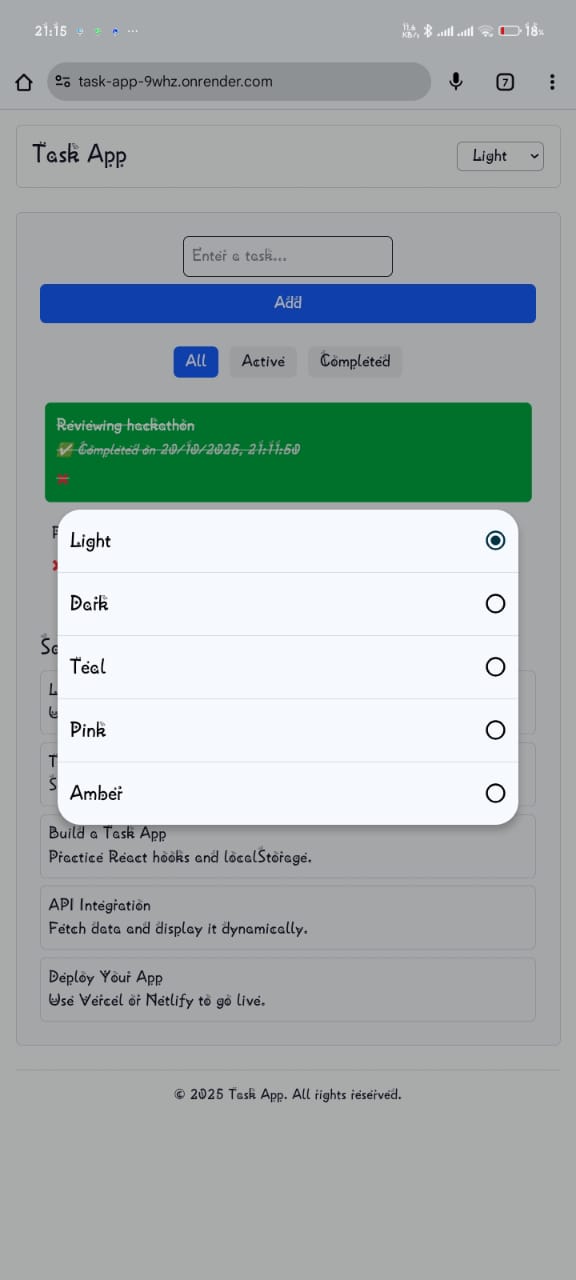 21:15
11.6 KB/s
18%
task-app-9whz.onrender.com
7
Task App
Light
Enter a task...
Add
All
Active
Completed
Reviewing hackathon
✅ Completed on 20/10/2025, 21:11:50
Light
Dark
Teal
Pink
Amber
Build a Task App
Practice React hooks and localStorage.
API Integration
Fetch data and display it dynamically.
Deploy Your App
Use Vercel or Netlify to go live.
© 2025 Task App. All rights reserved.